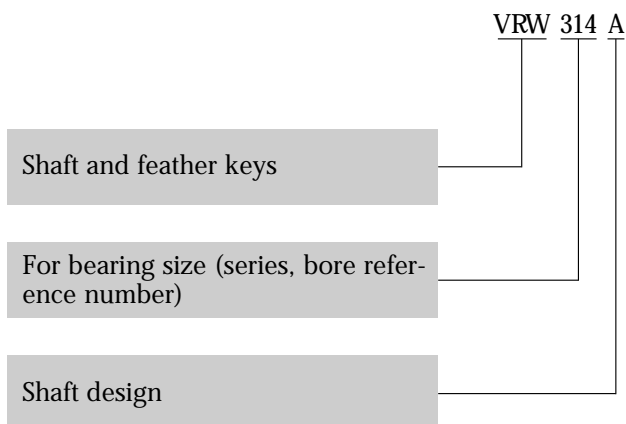 VRW 314 A
Shaft and feather keys
For bearing size (series, bore refer-
ence number)
Shaft design